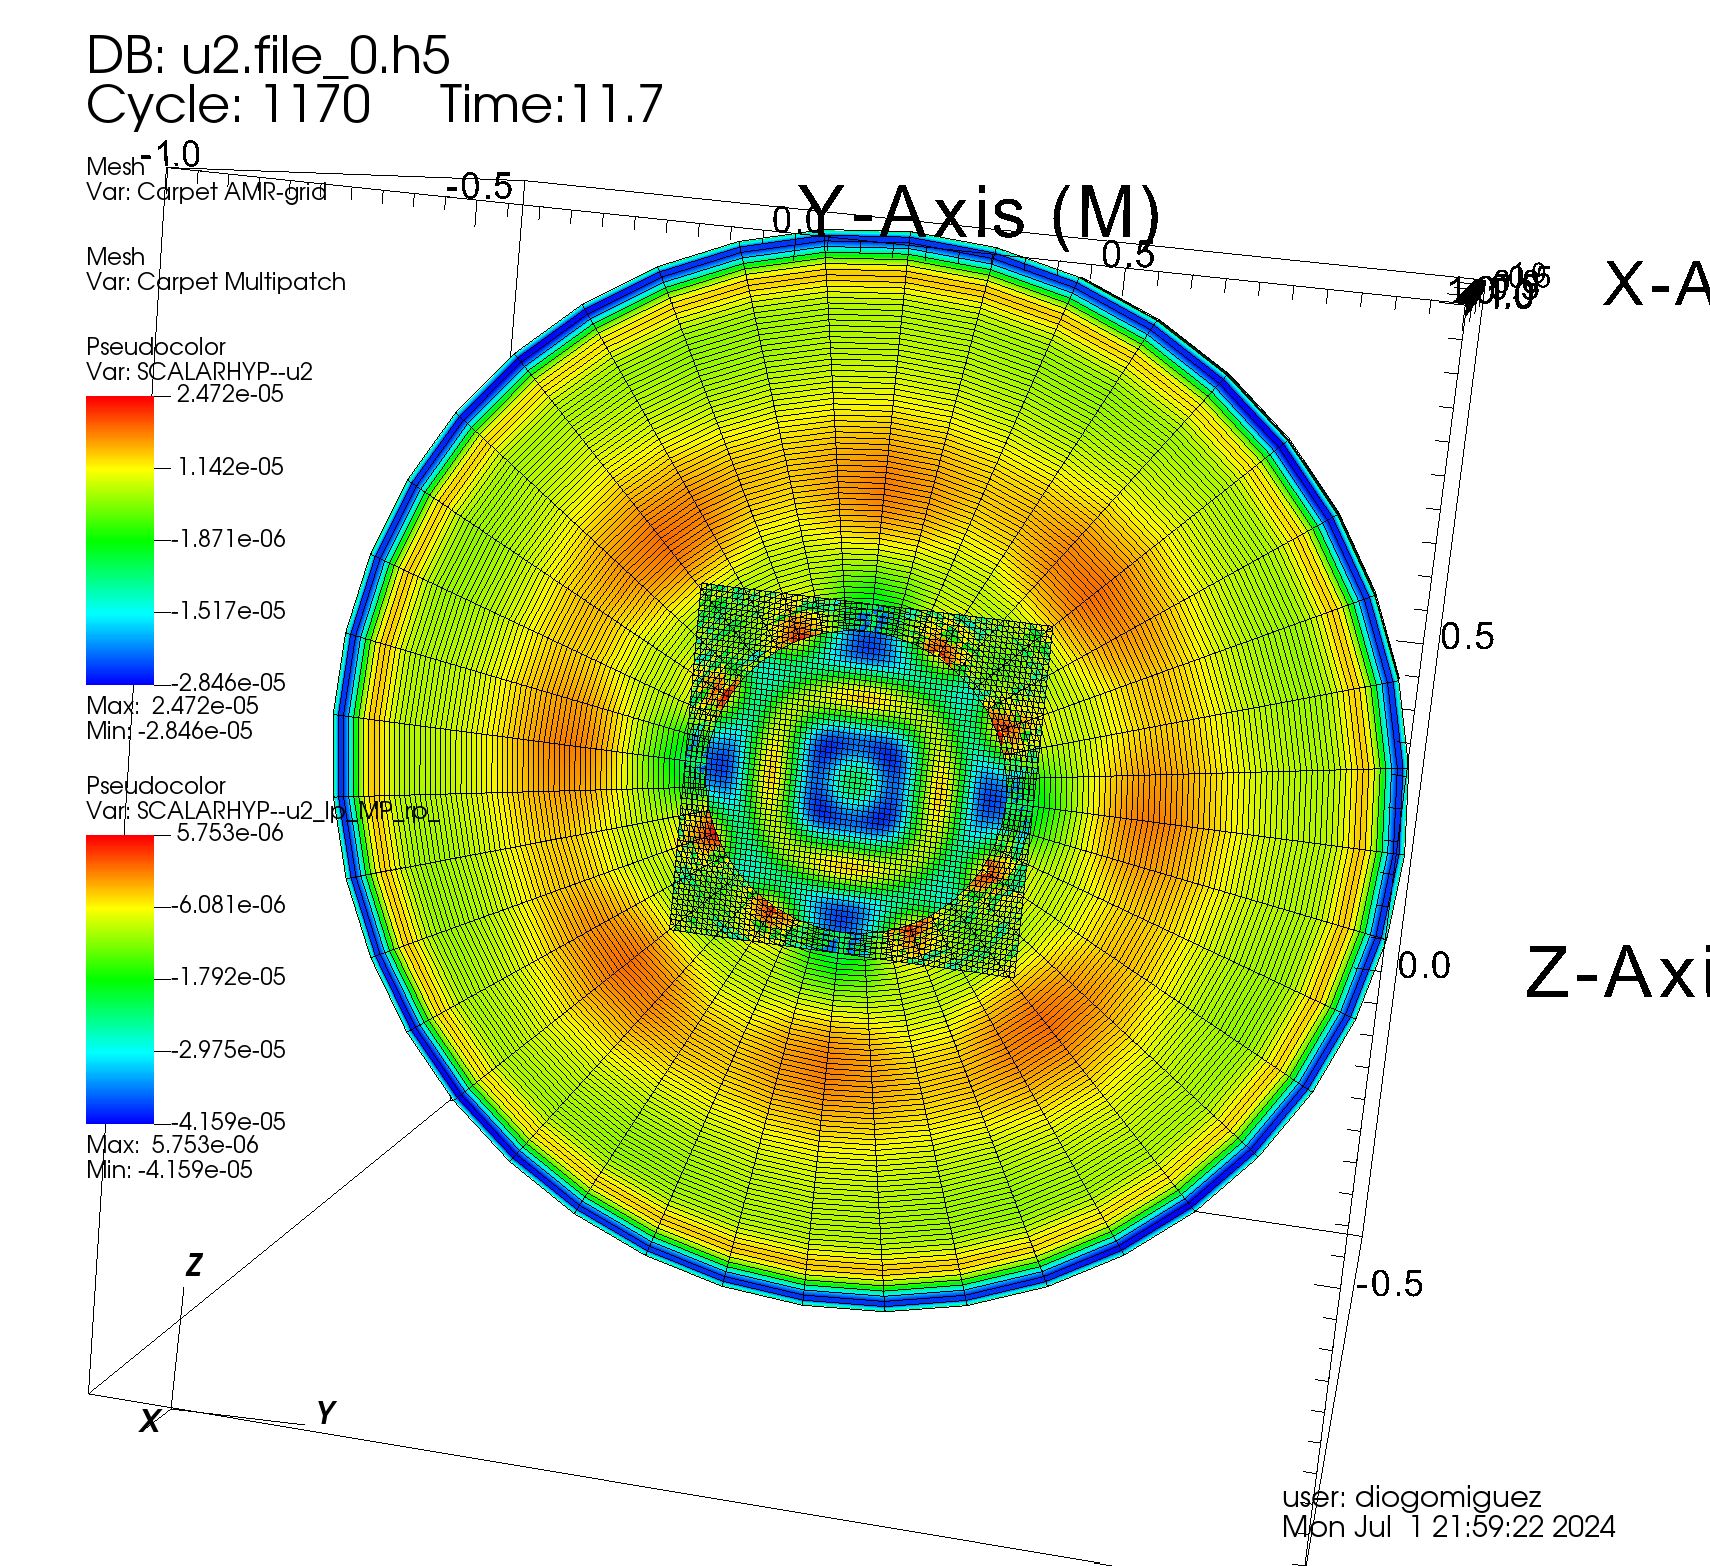 DB: u2.file_0.h5
Cycle: 1170 Time:11.7
Mesh
Var: Carpet AMR-grid
Mesh
Var: Carpet Multipatch
Pseudocolor
Var: SCALARHYP--u2
2.472e-05
1.142e-05
-1.871e-06
-1.517e-05
-2.846e-05
Max: 2.472e-05
Min: -2.846e-05
Pseudocolor
Var: SCALARHYP--u2_lp_MP_rp_
5.753e-06
-6.081e-06
-1.792e-05
-2.975e-05
-4.159e-05
Max: 5.753e-06
Min: -4.159e-05
-1.0
-0.5
0.0
Y-Axis (M)
0.5
X-A
0.5
0.0
Z-Axi
-0.5
Z
Y
X
user: diogomiguez
Mon Jul 1 21:59:22 2024